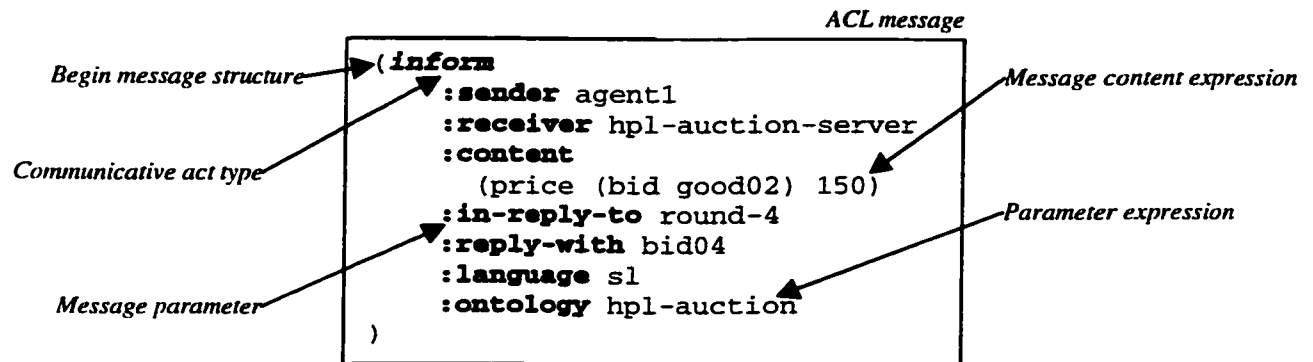 ACL message
(inform
Begin message structure
Message content expression
:sender agent1
:receiver hpl-auction-server
:content
Communicative act type
(price (bid good02) 150)
:in-reply-to round-4
Parameter expression
:reply-with bid04
:language sl
Message parameter
:ontology hpl-auction
)